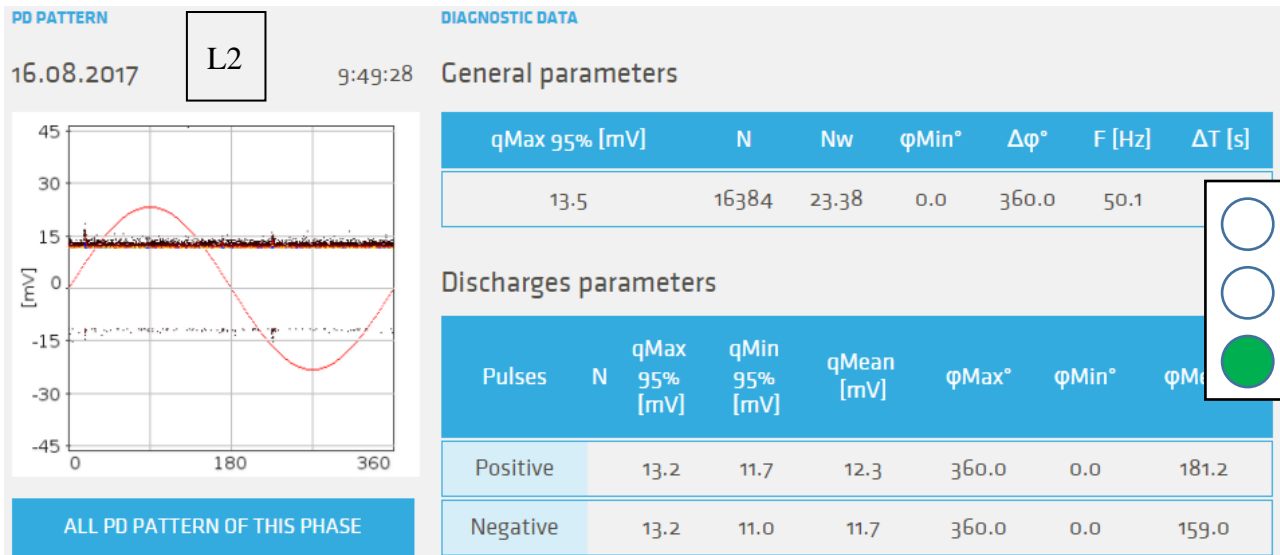 PD PATTERN
16.08.2017
L2
9:49:28
45
30
15
0
-15
-30
-45
[mV]
0 180 360
ALL PD PATTERN OF THIS PHASE
DIAGNOSTIC DATA
General parameters
qMax 95% [mV] N Nw φMin° Δφ° F [Hz] ΔT [s]
13.5 16384 23.38 0.0 360.0 50.1
Discharges parameters
Pulses N qMax 95% [mV] qMin 95% [mV] qMean [mV] φMax° φMin°
Positive 13.2 11.7 12.3 360.0 0.0 181.2
Negative 13.2 11.0 11.7 360.0 0.0 159.0